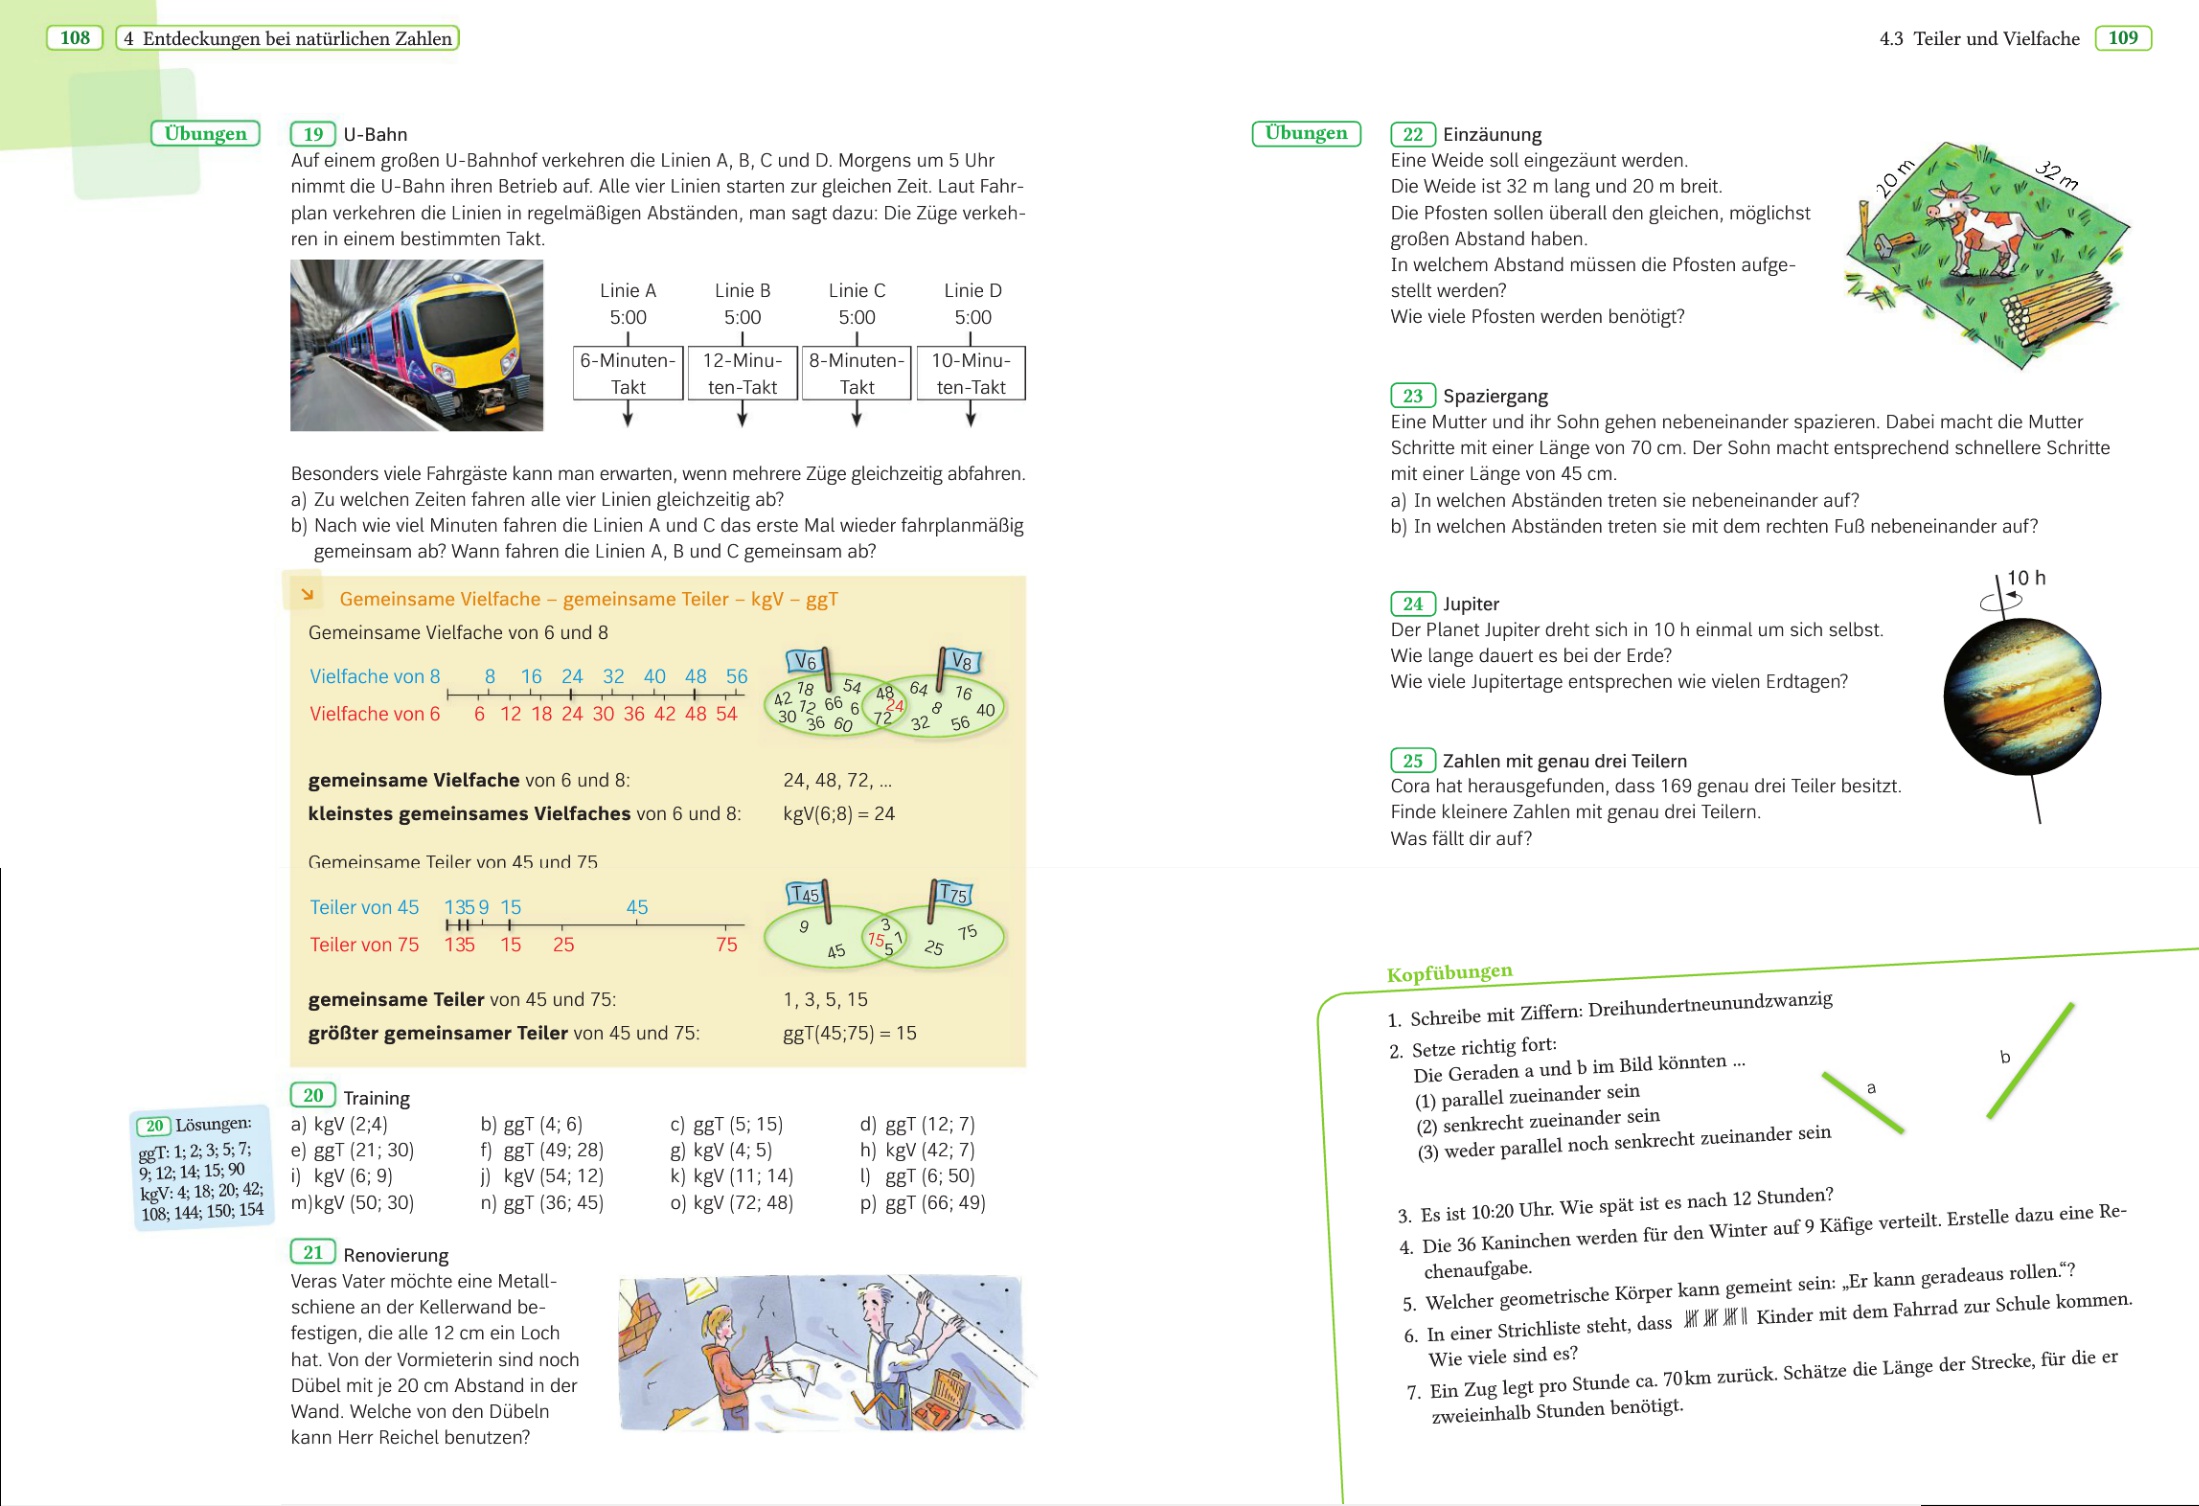 108 4 Entdeckungen bei natürlichen Zahlen
Übungen
19 U-Bahn
Auf einem großen U-Bahnhof verkehren die Linien A, B, C und D. Morgens um 5 Uhr
nimmt die U-Bahn ihren Betrieb auf. Alle vier Linien starten zur gleichen Zeit. Laut Fahr-
plan verkehren die Linien in regelmäßigen Abständen, man sagt dazu: Die Züge verkeh-
ren in einem bestimmten Takt.
Linie A Linie B Linie C Linie D
5:00 5:00 5:00 5:00
6-Minuten- 12-Minu- 8-Minuten- 10-Minu-
Takt ten-Takt Takt ten-Takt
Besonders viele Fahrgäste kann man erwarten, wenn mehrere Züge gleichzeitig abfahren.
a) Zu welchen Zeiten fahren alle vier Linien gleichzeitig ab?
b) Nach wie viel Minuten fahren die Linien A und C das erste Mal wieder fahrplanmäßig
gemeinsam ab? Wann fahren die Linien A, B und C gemeinsam ab?
Gemeinsame Vielfache – gemeinsame Teiler – kgV – ggT
Gemeinsame Vielfache von 6 und 8
Vielfache von 8 8 16 24 32 40 48 56
Vielfache von 6 6 12 18 24 30 36 42 48 54
V6 V8
42 78 54 48 64 16
30 72 66 6 24 8 40
36 60 72 32 56
gemeinsame Vielfache von 6 und 8: 24, 48, 72, ...
kleinstes gemeinsames Vielfaches von 6 und 8: kgV(6;8) = 24
Gemeinsame Teiler von 45 und 75
Teiler von 45 1 3 5 9 15 45
Teiler von 75 1 3 5 15 25 75
T45 T75
9 3 75
45 15 1 5 25
gemeinsame Teiler von 45 und 75: 1, 3, 5, 15
größter gemeinsamer Teiler von 45 und 75: ggT(45;75) = 15
20 Training
a) kgV (2;4) b) ggT (4; 6) c) ggT (5; 15) d) ggT (12; 7)
e) ggT (21; 30) f) ggT (49; 28) g) kgV (4; 5) h) kgV (42; 7)
i) kgV (6; 9) j) kgV (54; 12) k) kgV (11; 14) l) ggT (6; 50)
m)kgV (50; 30) n) ggT (36; 45) o) kgV (72; 48) p) ggT (66; 49)
20 Lösungen:
ggT: 1; 2; 3; 5; 7;
9; 12; 14; 15; 90
kgV: 4; 18; 20; 42;
108; 144; 150; 154
21 Renovierung
Veras Vater möchte eine Metall-
schiene an der Kellerwand be-
festigen, die alle 12 cm ein Loch
hat. Von der Vormieterin sind noch
Dübel mit je 20 cm Abstand in der
Wand. Welche von den Dübeln
kann Herr Reichel benutzen?
4.3 Teiler und Vielfache 109
Übungen
22 Einzäunung
Eine Weide soll eingezäunt werden.
Die Weide ist 32 m lang und 20 m breit.
Die Pfosten sollen überall den gleichen, möglichst
großen Abstand haben.
In welchem Abstand müssen die Pfosten aufge-
stellt werden?
Wie viele Pfosten werden benötigt?
20 m 32 m
23 Spaziergang
Eine Mutter und ihr Sohn gehen nebeneinander spazieren. Dabei macht die Mutter
Schritte mit einer Länge von 70 cm. Der Sohn macht entsprechend schnellere Schritte
mit einer Länge von 45 cm.
a) In welchen Abständen treten sie nebeneinander auf?
b) In welchen Abständen treten sie mit dem rechten Fuß nebeneinander auf?
24 Jupiter
Der Planet Jupiter dreht sich in 10 h einmal um sich selbst.
Wie lange dauert es bei der Erde?
Wie viele Jupitertage entsprechen wie vielen Erdtagen?
10 h
25 Zahlen mit genau drei Teilern
Cora hat herausgefunden, dass 169 genau drei Teiler besitzt.
Finde kleinere Zahlen mit genau drei Teilern.
Was fällt dir auf?
Kopfübungen
1. Schreibe mit Ziffern: Dreihundertneunundzwanzig
2. Setze richtig fort:
Die Geraden a und b im Bild könnten ...
(1) parallel zueinander sein
(2) senkrecht zueinander sein
(3) weder parallel noch senkrecht zueinander sein
a
b
3. Es ist 10:20 Uhr. Wie spät ist es nach 12 Stunden?
4. Die 36 Kaninchen werden für den Winter auf 9 Käfige verteilt. Erstelle dazu eine Re-
chenaufgabe.
5. Welcher geometrische Körper kann gemeint sein: „Er kann geradeaus rollen.“?
6. In einer Strichliste steht, dass 𝍸 𝍸 𝍸 || Kinder mit dem Fahrrad zur Schule kommen.
Wie viele sind es?
7. Ein Zug legt pro Stunde ca. 70 km zurück. Schätze die Länge der Strecke, für die er
zweieinhalb Stunden benötigt.